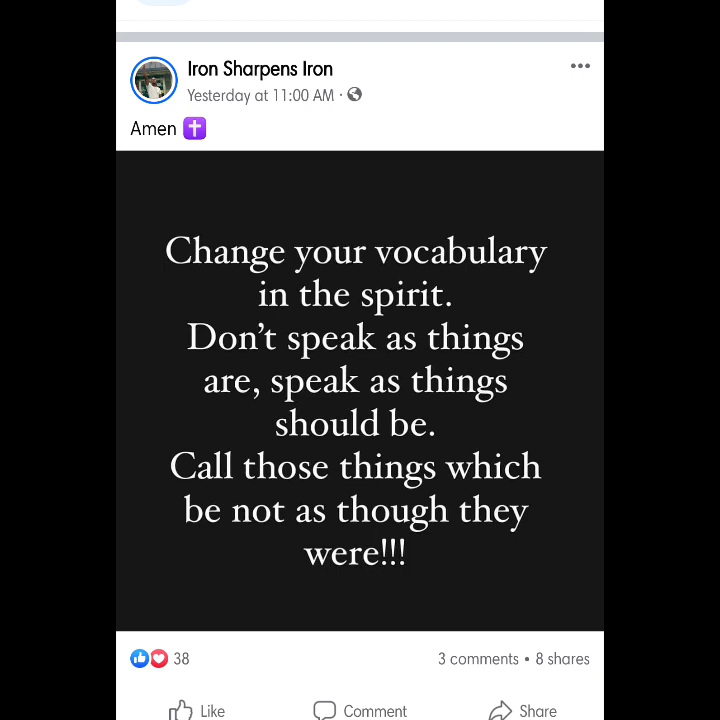 Iron Sharpens Iron
Yesterday at 11:00 AM ·
Amen
Change your vocabulary
in the spirit.
Don't speak as things
are, speak as things
should be.
Call those things which
be not as though they
were!!!
38
3 comments • 8 shares
Like
Comment
Share